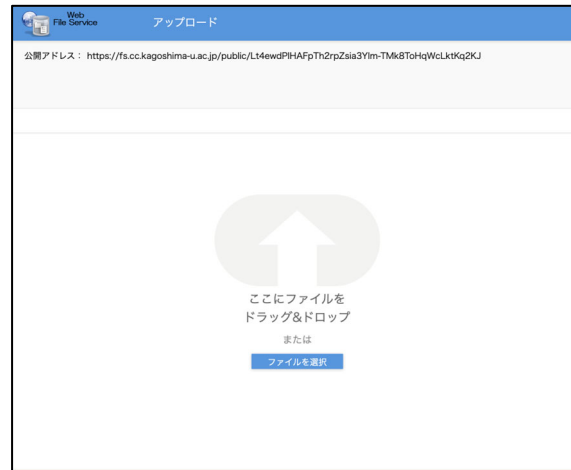 Web
File Service
アップロード
公開アドレス： https://fs.cc.kagoshima-u.ac.jp/public/Lt4ewdPlHAFpTh2rpZsia3Ylm-TMk8ToHqWcLktKq2KJ
ここにファイルを
ドラッグ&ドロップ
または
ファイルを選択